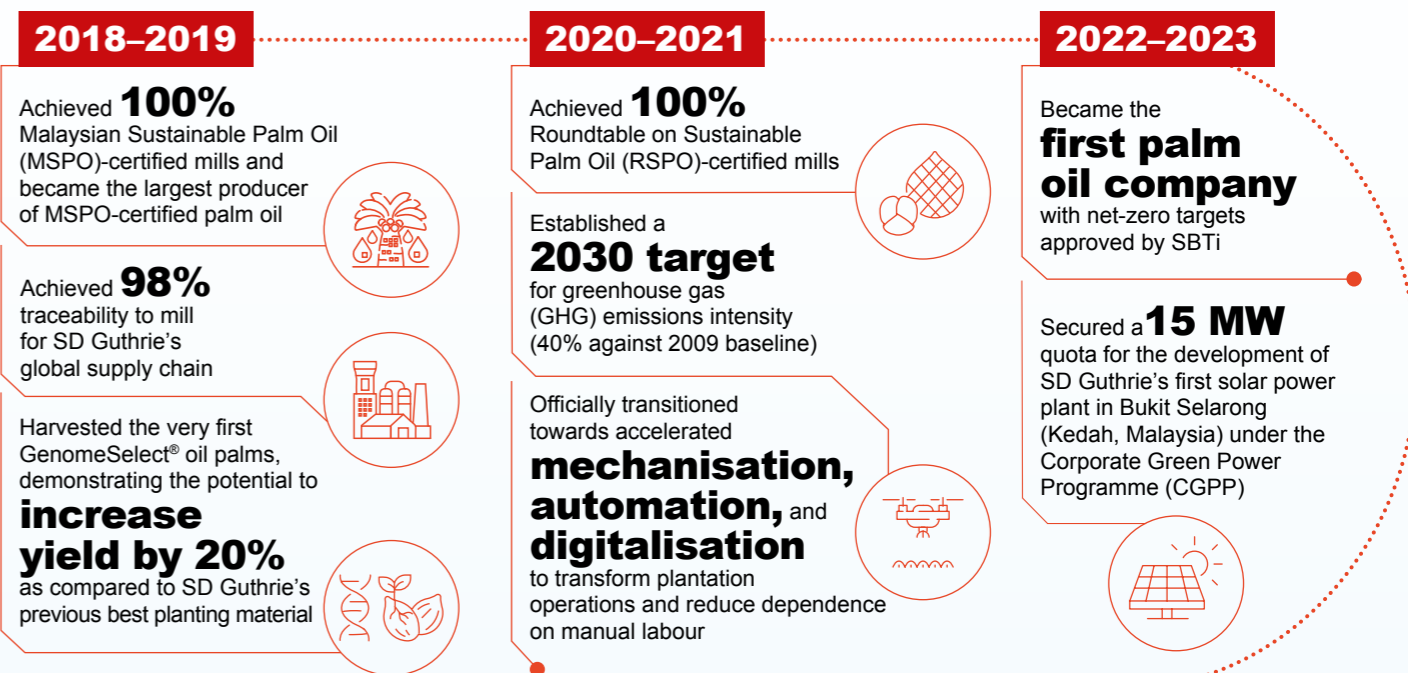 2018–2019
Achieved 100%
Malaysian Sustainable Palm Oil
(MSPO)-certified mills and
became the largest producer
of MSPO-certified palm oil
Achieved 98%
traceability to mill
for SD Guthrie’s
global supply chain
Harvested the very first
GenomeSelect® oil palms,
demonstrating the potential to
increase
yield by 20%
as compared to SD Guthrie’s
previous best planting material
2020–2021
Achieved 100%
Roundtable on Sustainable
Palm Oil (RSPO)-certified mills
Established a
2030 target
for greenhouse gas
(GHG) emissions intensity
(40% against 2009 baseline)
Officially transitioned
towards accelerated
mechanisation,
automation, and
digitalisation
to transform plantation
operations and reduce dependence
on manual labour
2022–2023
Became the
first palm
oil company
with net-zero targets
approved by SBTi
Secured a 15 MW
quota for the development of
SD Guthrie’s first solar power
plant in Bukit Selarong
(Kedah, Malaysia) under the
Corporate Green Power
Programme (CGPP)